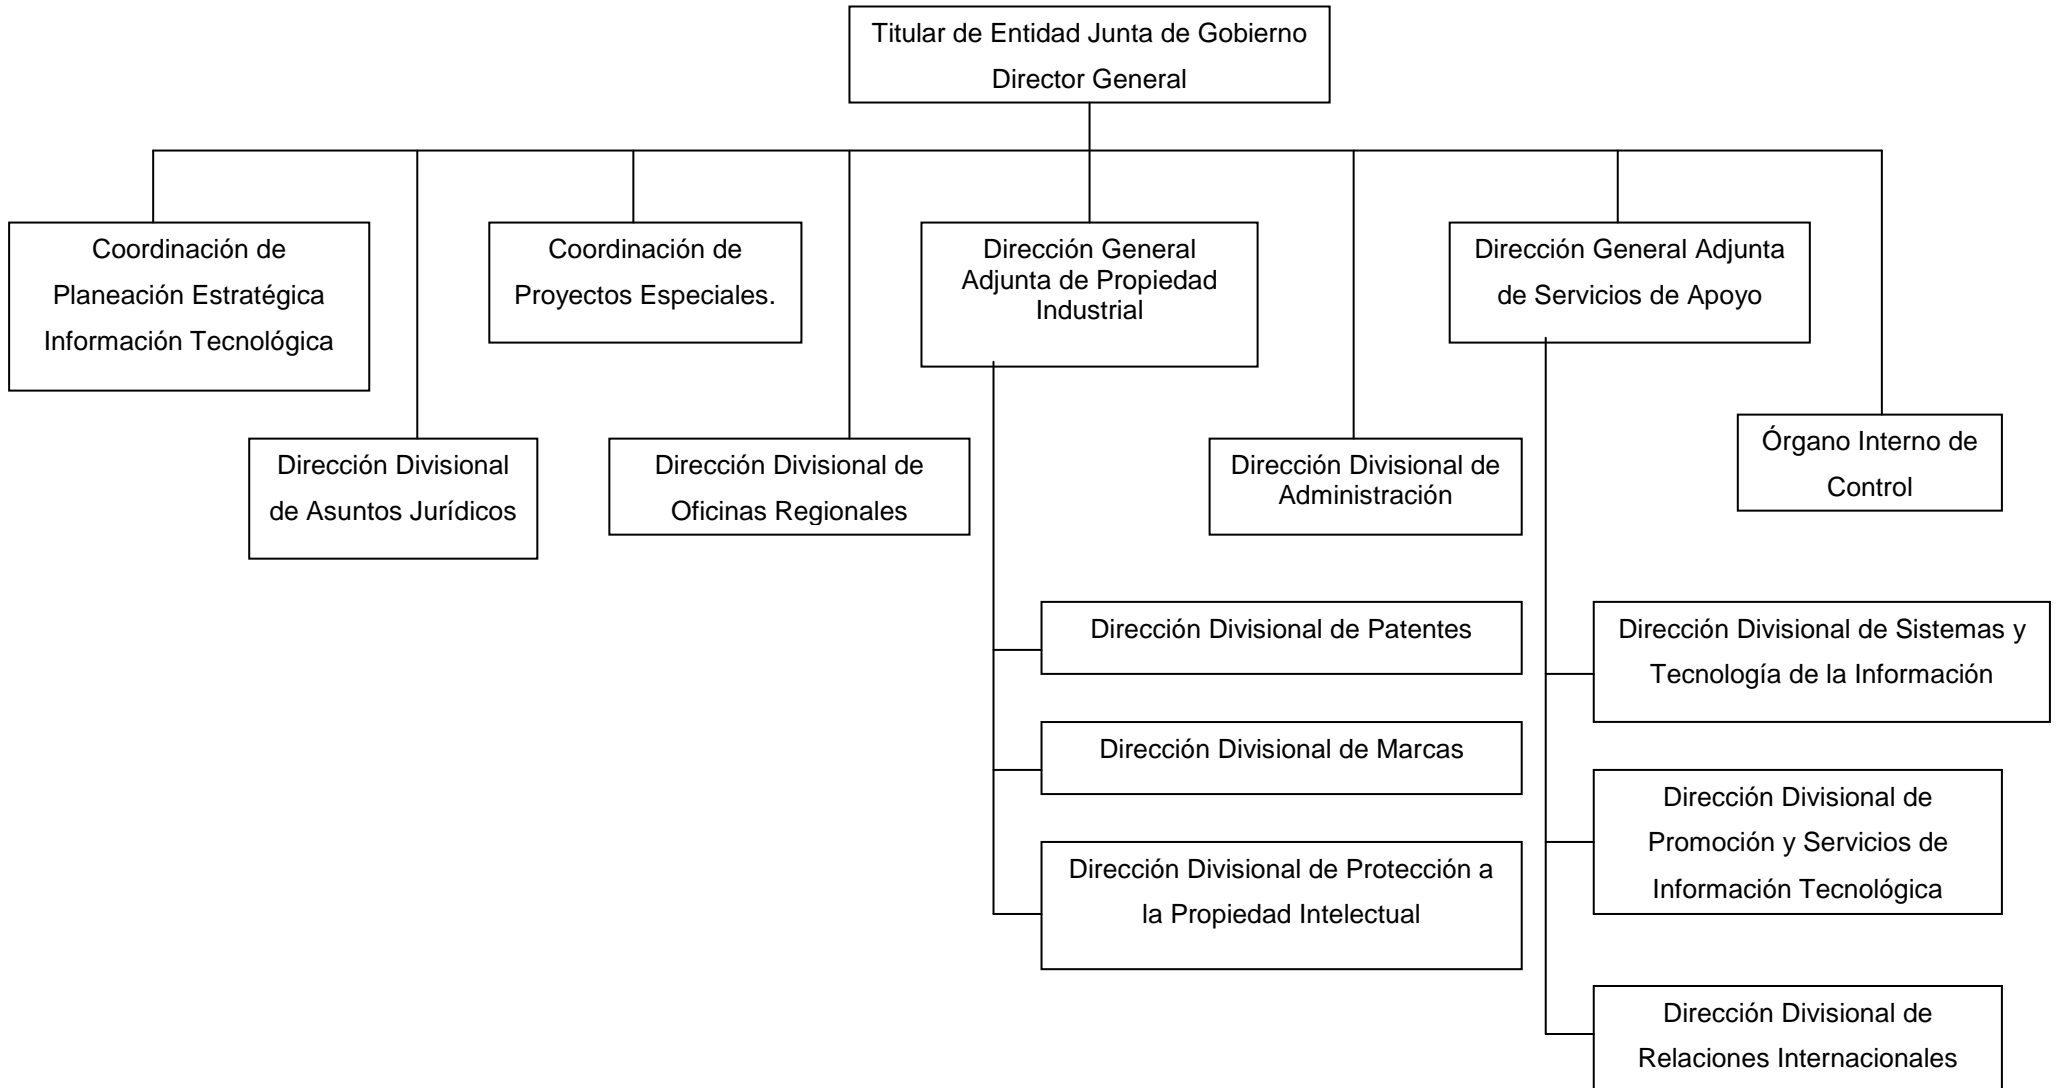 Titular de Entidad Junta de Gobierno
Director General
Coordinación de
Planeación Estratégica
Información Tecnológica
Coordinación de
Proyectos Especiales.
Dirección General
Adjunta de Propiedad
Industrial
Dirección General Adjunta
de Servicios de Apoyo
Dirección Divisional
de Asuntos Jurídicos
Dirección Divisional de
Oficinas Regionales
Dirección Divisional de
Administración
Órgano Interno de
Control
Dirección Divisional de Patentes
Dirección Divisional de Marcas
Dirección Divisional de Protección a
la Propiedad Intelectual
Dirección Divisional de Sistemas y
Tecnología de la Información
Dirección Divisional de
Promoción y Servicios de
Información Tecnológica
Dirección Divisional de
Relaciones Internacionales